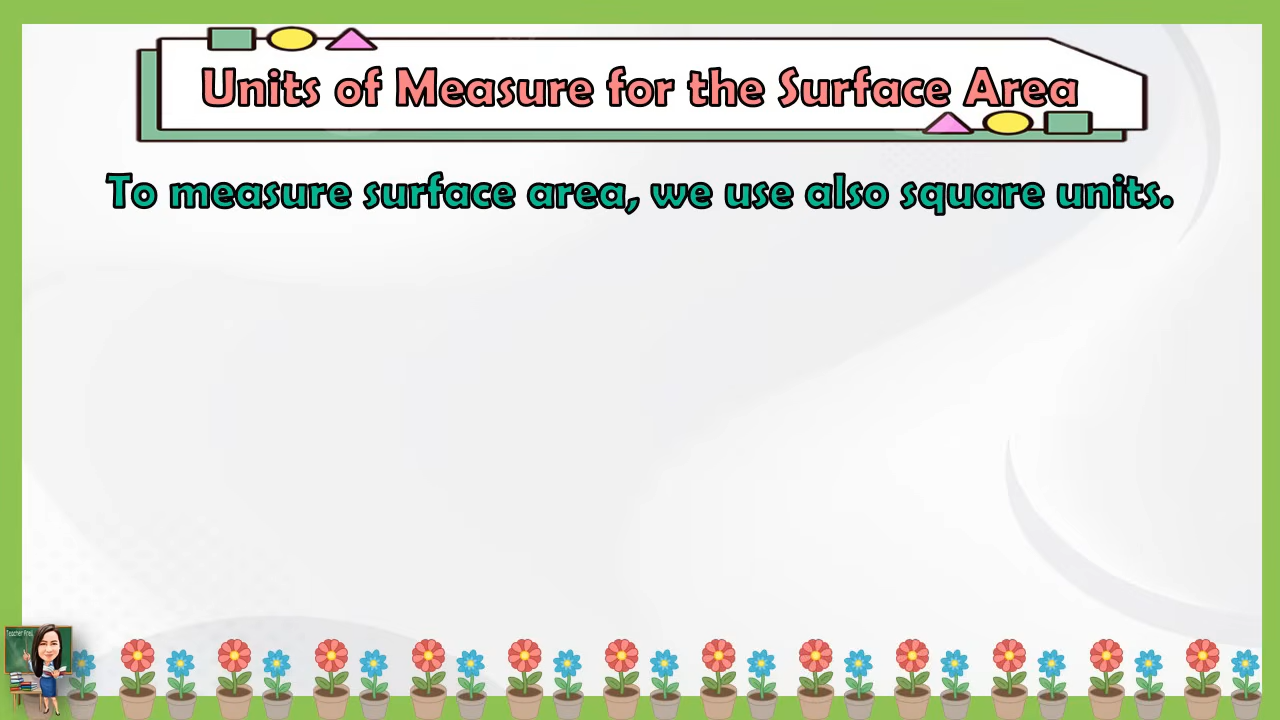 Units of Measure for the Surface Area
To measure surface area, we use also square units.